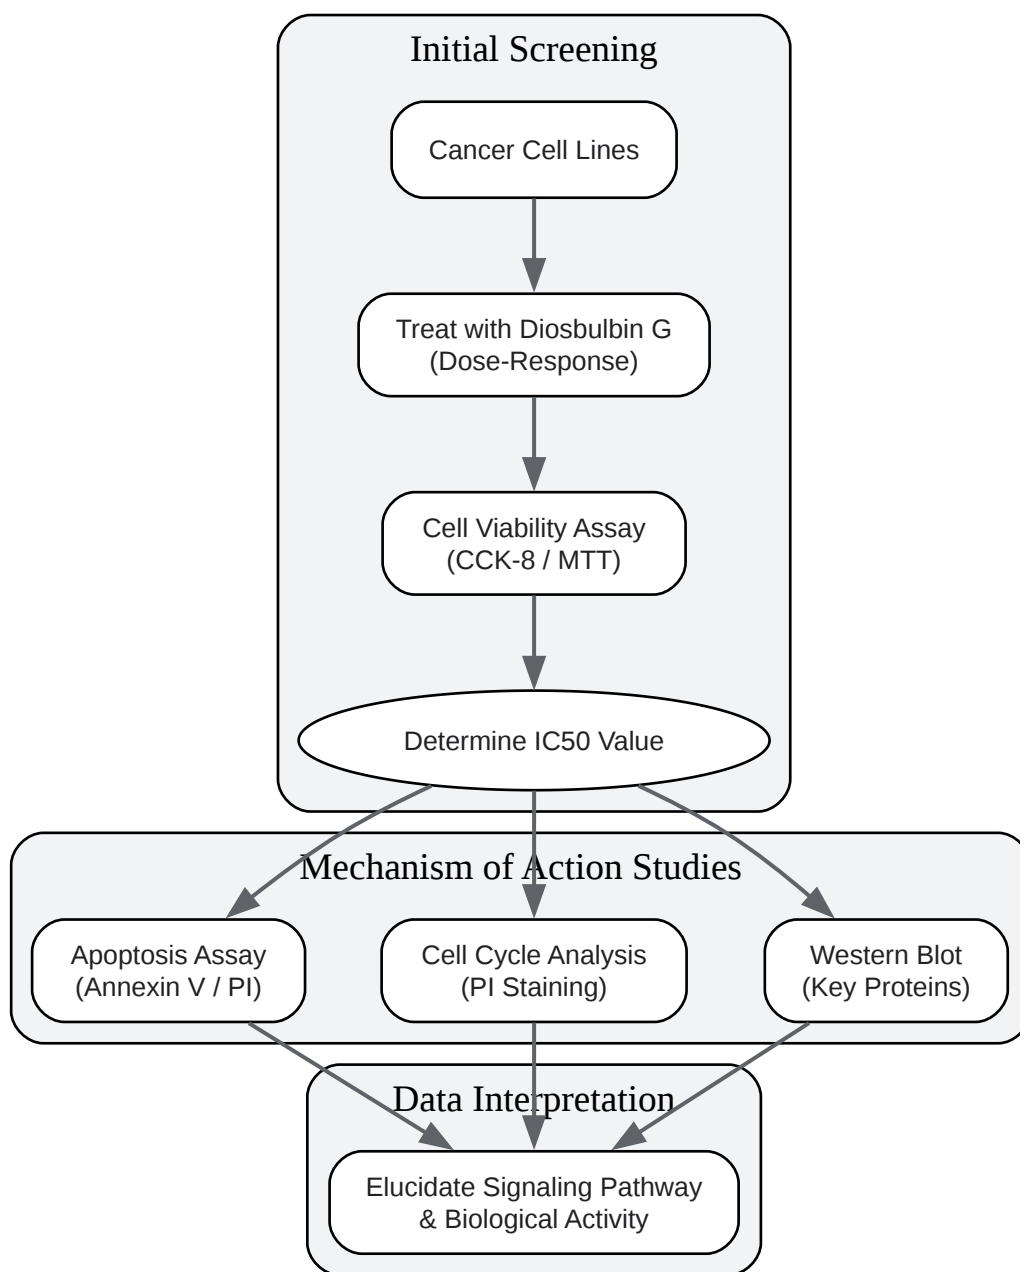 Initial Screening
Cancer Cell Lines
Treat with Diosbulbin G
(Dose-Response)
Cell Viability Assay
(CCK-8 / MTT)
Determine IC50 Value
Mechanism of Action Studies
Apoptosis Assay
(Annexin V / PI)
Cell Cycle Analysis
(PI Staining)
Western Blot
(Key Proteins)
Data Interpretation
Elucidate Signaling Pathway
& Biological Activity